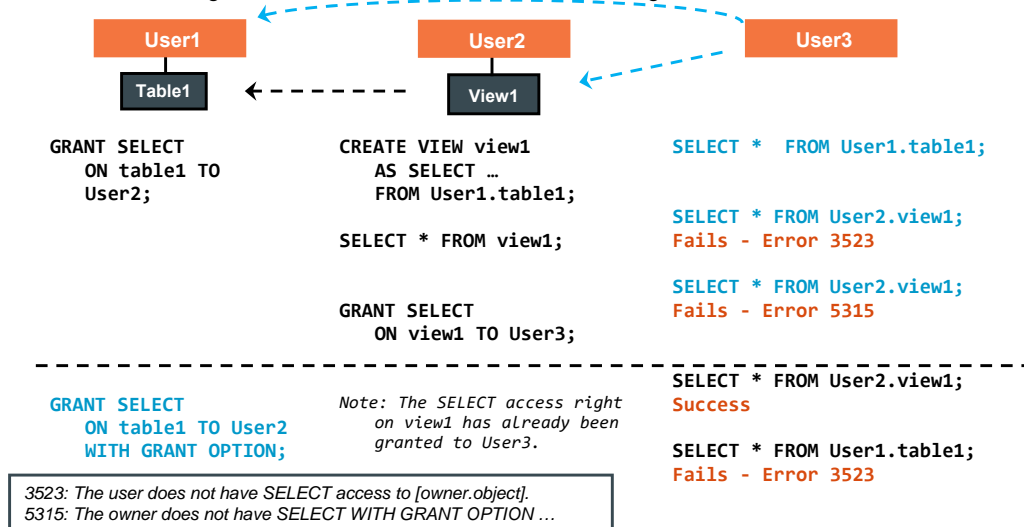 User1
User2
User3
Table1
View1
GRANT SELECT
ON table1 TO
User2;
CREATE VIEW view1
AS SELECT …
FROM User1.table1;
SELECT * FROM view1;
GRANT SELECT
ON view1 TO User3;
SELECT *  FROM User1.table1;
SELECT * FROM User2.view1;
Fails - Error 3523
SELECT * FROM User2.view1;
Fails - Error 5315
GRANT SELECT
ON table1 TO User2
WITH GRANT OPTION;
Note: The SELECT access right
on view1 has already been
granted to User3.
SELECT * FROM User2.view1;
Success
SELECT * FROM User1.table1;
Fails - Error 3523
3523: The user does not have SELECT access to [owner.object].
5315: The owner does not have SELECT WITH GRANT OPTION …